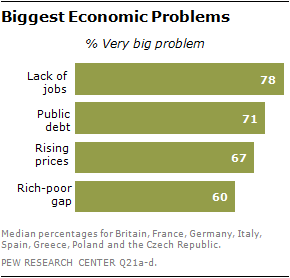 Biggest Economic Problems
% Very big problem
Lack of
jobs
78
Public
debt
71
Rising
prices
67
Rich-poor
gap
60
Median percentages for Britain, France, Germany, Italy,
Spain, Greece, Poland and the Czech Republic.
PEW RESEARCH CENTER Q21a-d.